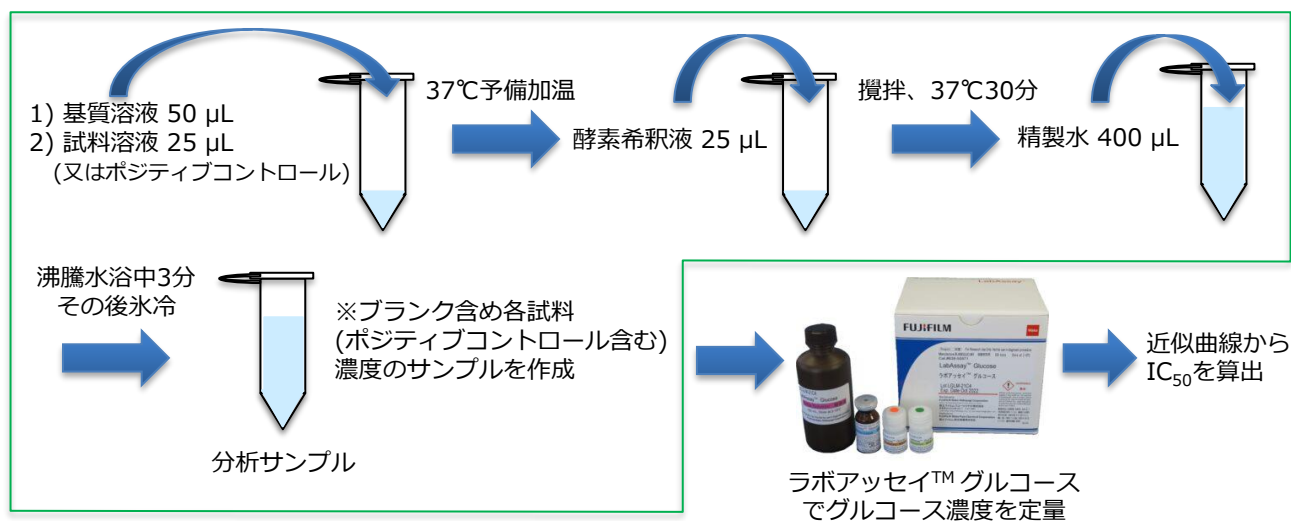 1) 基質溶液 50 µL
2) 試料溶液 25 µL
(又はポジティブコントロール)
37℃予備加温
酵素希釈液 25 µL
攪拌、37℃30分
精製水 400 µL
沸騰水浴中3分
その後氷冷
分析サンプル
※ブランク含め各試料
(ポジティブコントロール含む)
濃度のサンプルを作成
FUJIFILM
LabAssay™ Glucose
ラボアッセイ™ グルコース
ラボアッセイTM グルコース
でグルコース濃度を定量
近似曲線から
IC50を算出